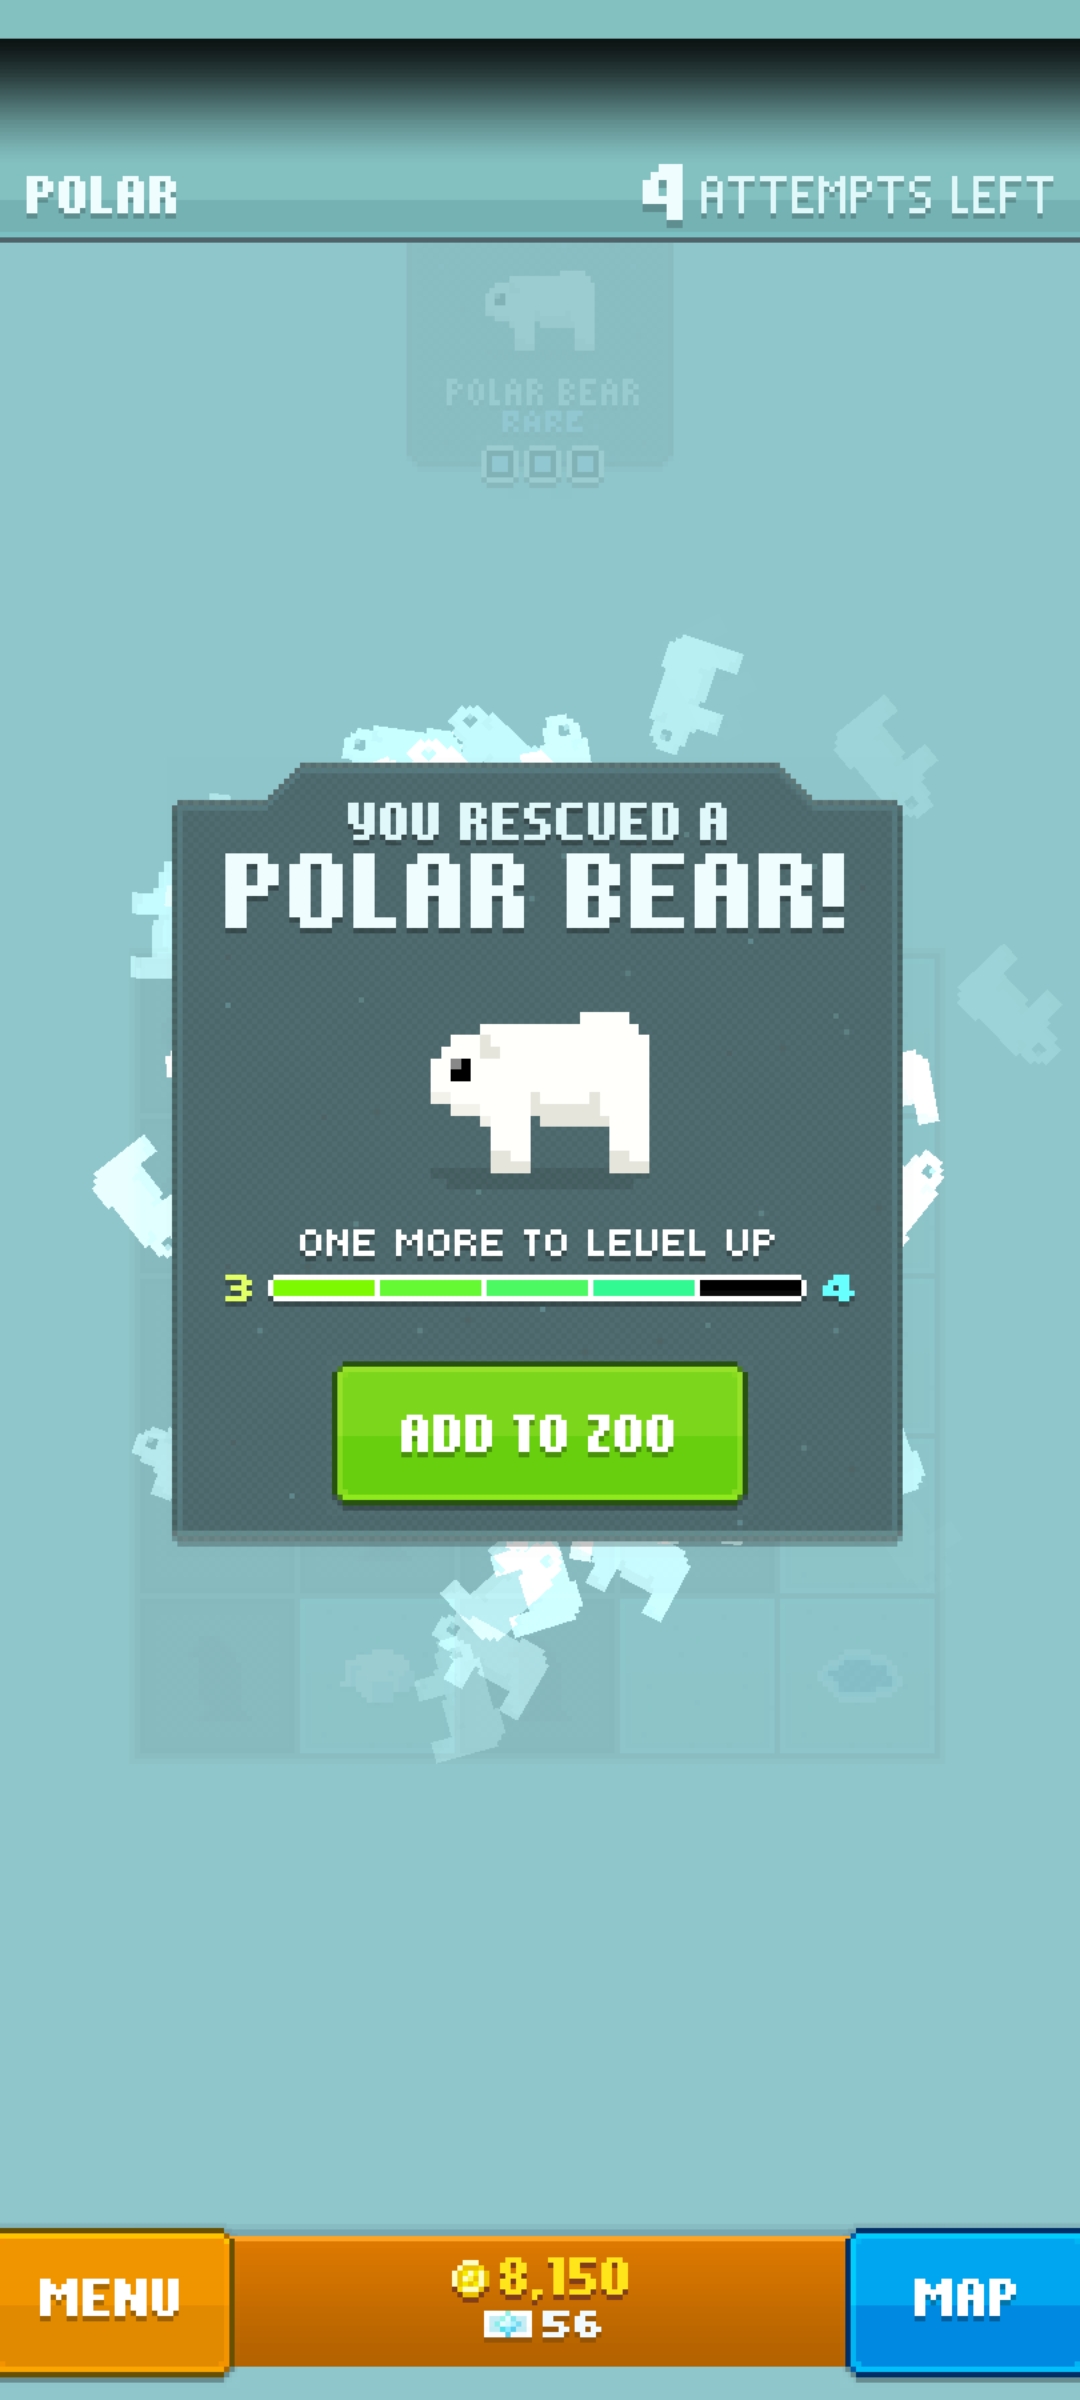 POLAR
4 ATTEMPTS LEFT
POLAR BEAR
RARE
YOU RESCUED A
POLAR BEAR!
ONE MORE TO LEVEL UP
3 4
ADD TO ZOO
MENU
8,150
56
MAP